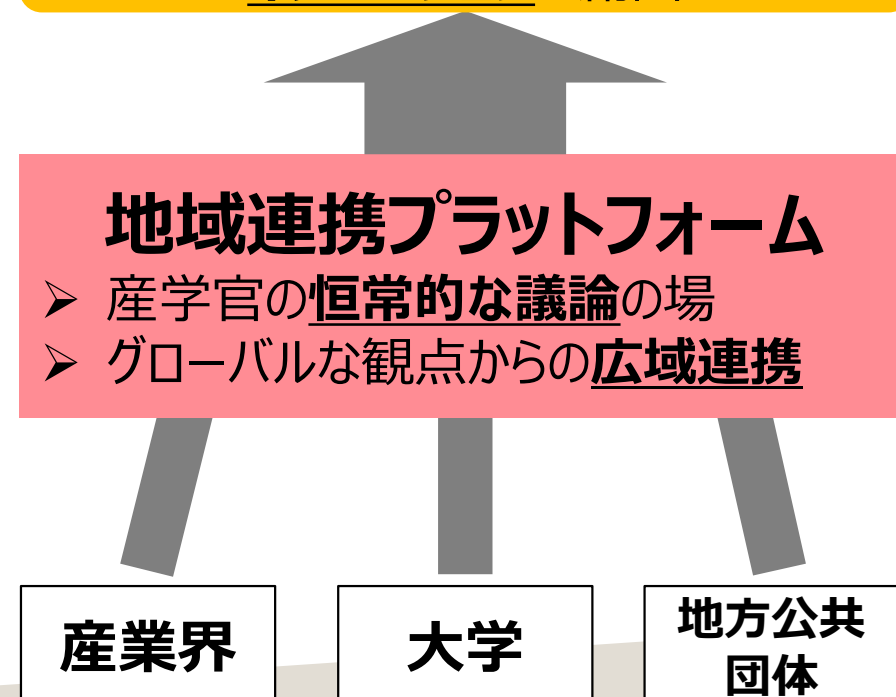 地域連携プラットフォーム
➢ 産学官の恒常的な議論の場
➢ グローバルな観点からの広域連携
産業界
大学
地方公共
団体